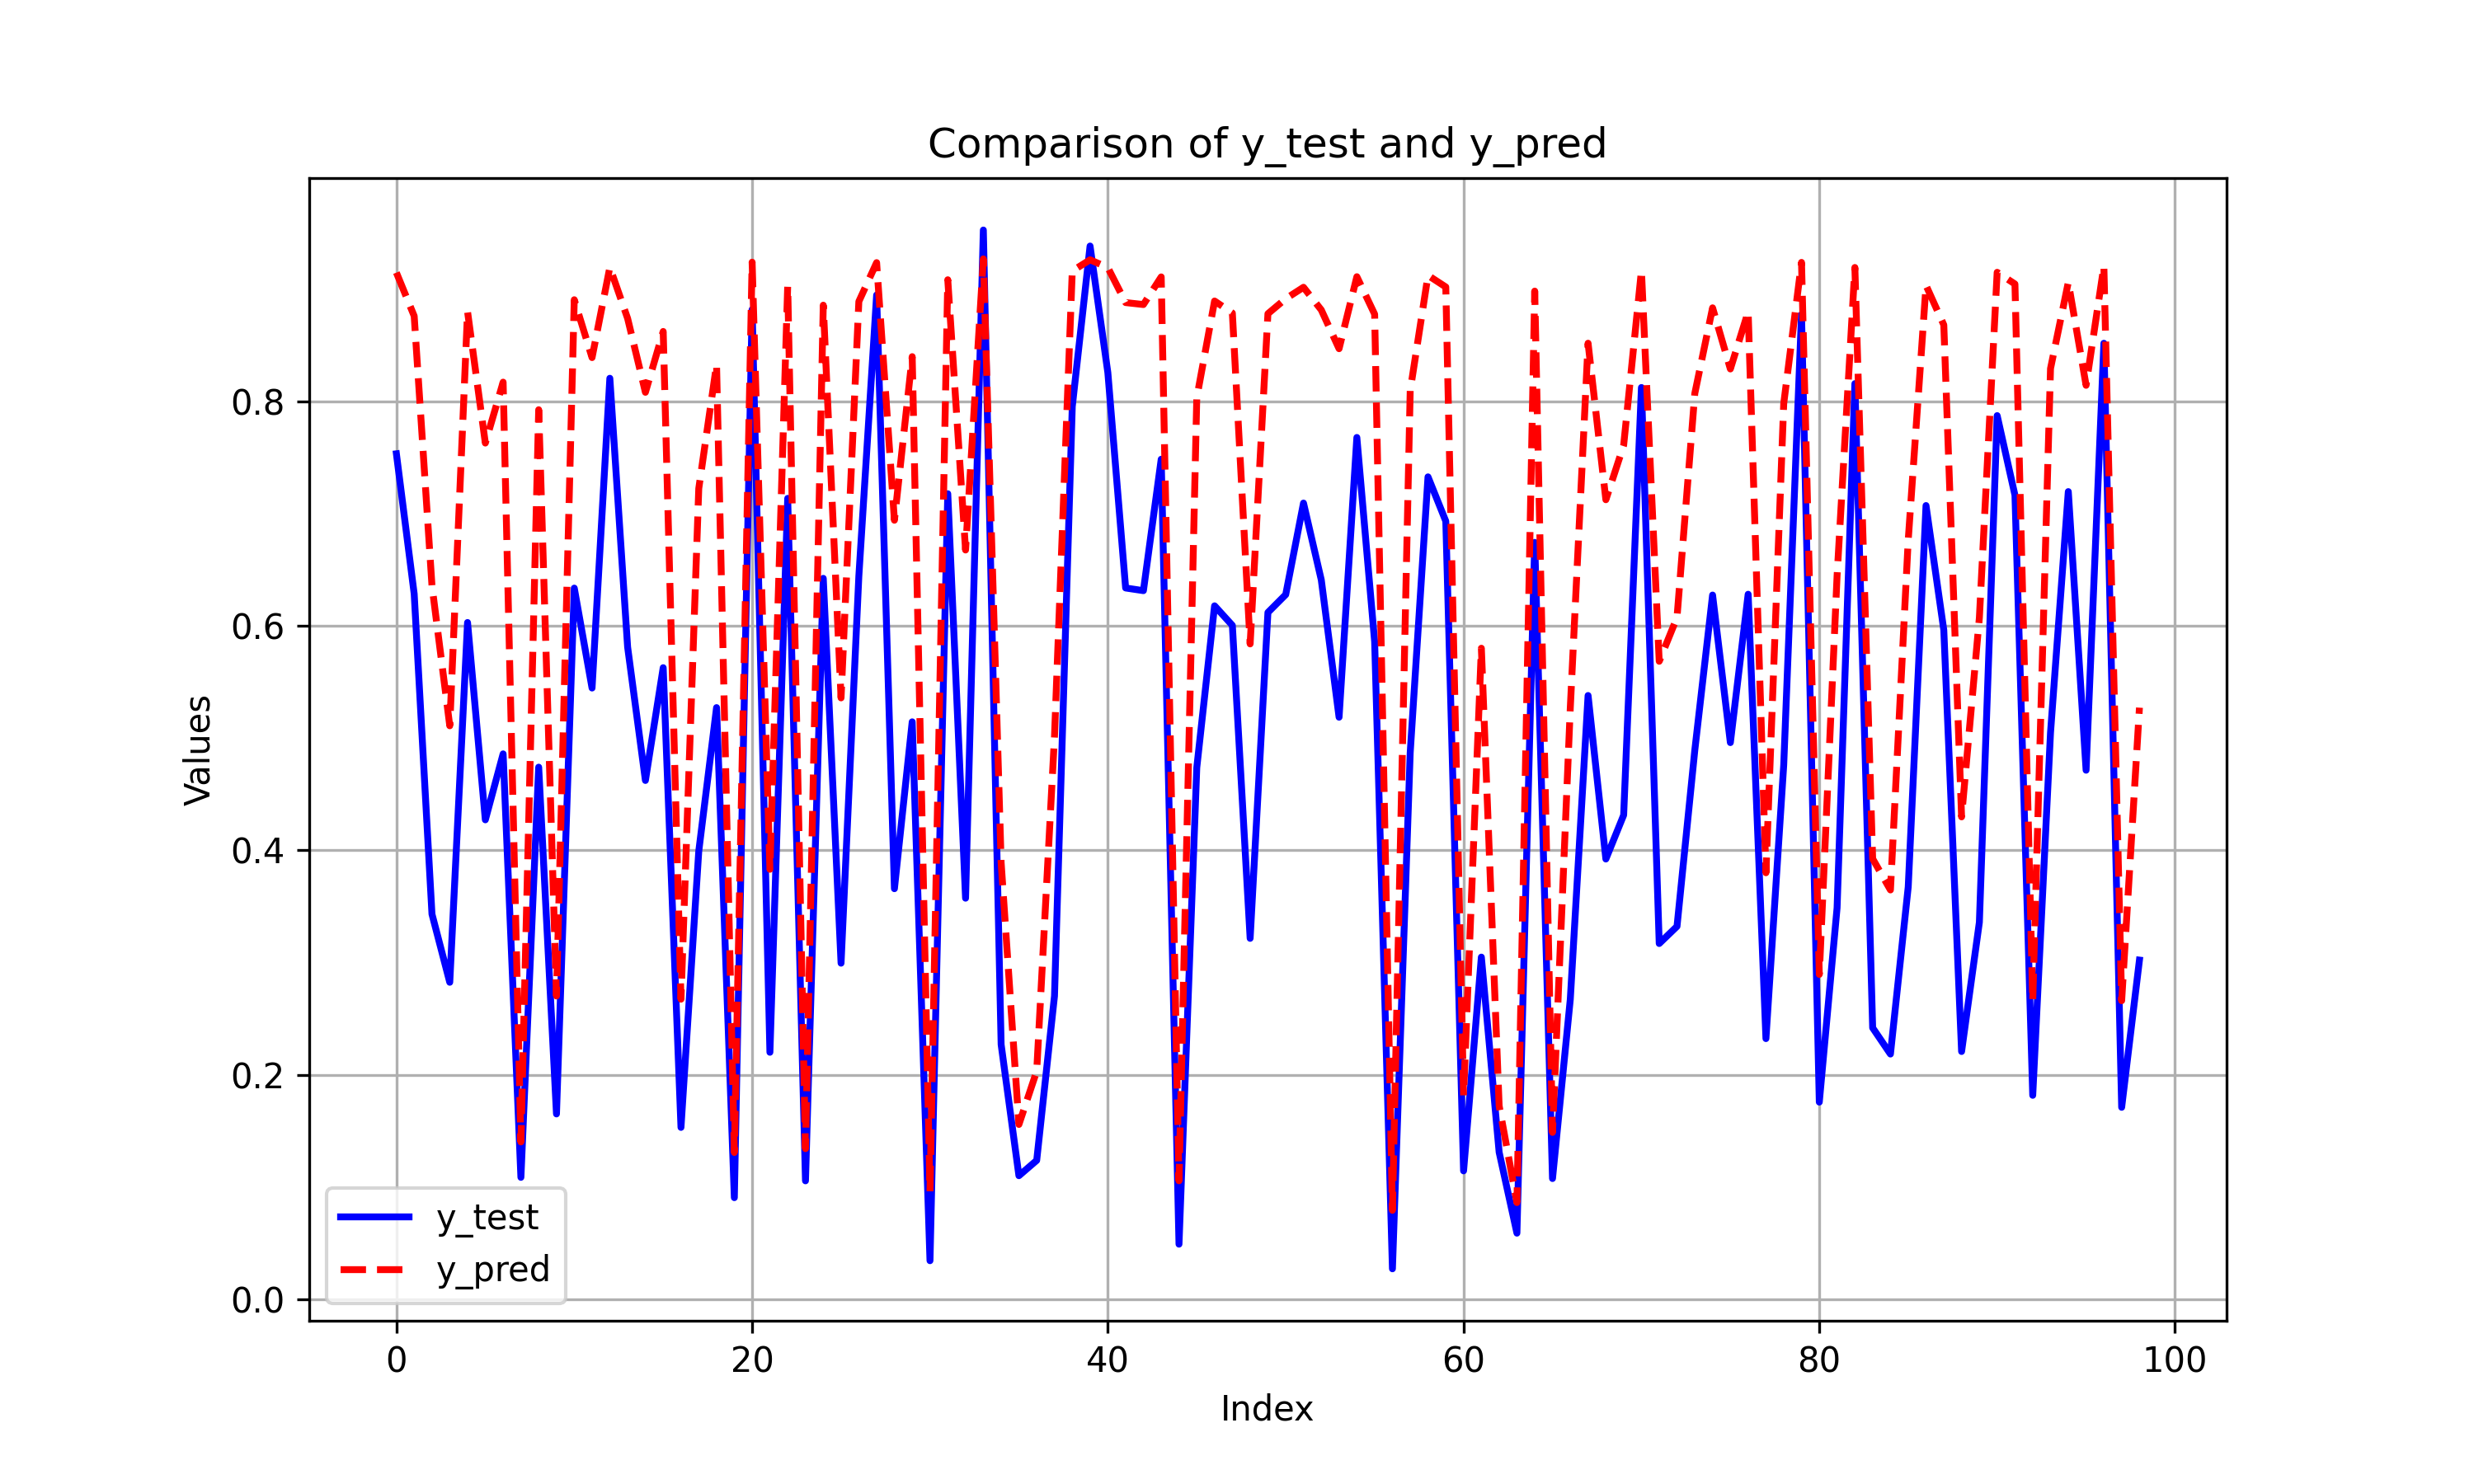 Comparison of y_test and y_pred
Values
0.8
0.6
0.4
0.2
0.0
y_test
y_pred
0 20 40 60 80 100
Index